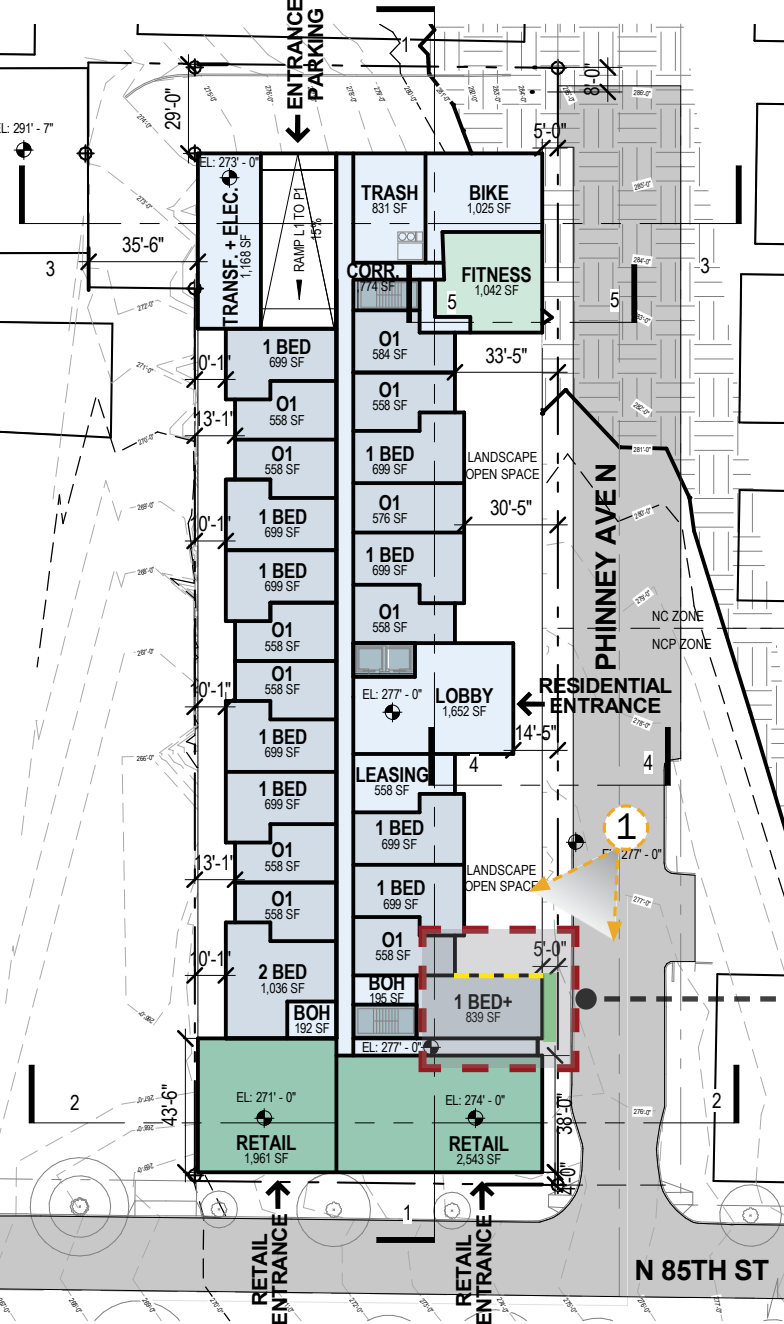 ENTRANCE
PARKING
1
29'-0"
8'-0"
5'-0"
EL: 291' - 7"
EL: 273' - 0"
TRANSF. + ELEC.
1,168 SF
RAMP L1 TO P1
15%
TRASH
831 SF
BIKE
1,025 SF
35'-6"
3
3
CORR.
774 SF
FITNESS
1,042 SF
5
5
1 BED
699 SF
O1
584 SF
33'-5"
13'-1"
O1
558 SF
O1
558 SF
O1
558 SF
1 BED
699 SF
LANDSCAPE
OPEN SPACE
1 BED
699 SF
O1
576 SF
30'-5"
1 BED
699 SF
1 BED
699 SF
O1
558 SF
O1
558 SF
PHINNEY AVE N
NC ZONE
NCP ZONE
O1
558 SF
EL: 277' - 0"
LOBBY
1,652 SF
RESIDENTIAL
ENTRANCE
1 BED
699 SF
14'-5"
LEASING
558 SF
4
4
1 BED
699 SF
1 BED
699 SF
1
EL: 277' - 0"
13'-1"
O1
558 SF
1 BED
699 SF
LANDSCAPE
OPEN SPACE
O1
558 SF
O1
558 SF
5'-0"
10'-1"
2 BED
1,036 SF
BOH
195 SF
1 BED+
839 SF
BOH
192 SF
EL: 277' - 0"
43'-6"
38'-0"
2
2
EL: 271' - 0"
RETAIL
1,961 SF
EL: 274' - 0"
RETAIL
2,543 SF
1
RETAIL
ENTRANCE
RETAIL
ENTRANCE
N 85TH ST